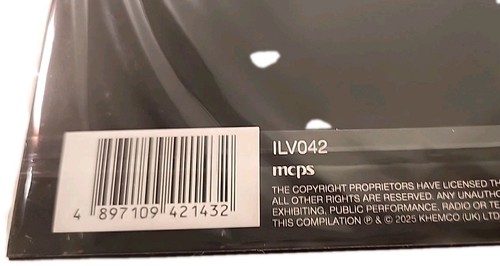 4 897109 421432
ILV042
mcps
THE COPYRIGHT PROPRIETORS HAVE LICENSED
ALL OTHER RIGHTS ARE RESERVED. ANY
EXHIBITING, PUBLIC PERFORMANCE, RADIO OR
THIS COMPILATION ℗ & © 2025 KHEMCO (UK)